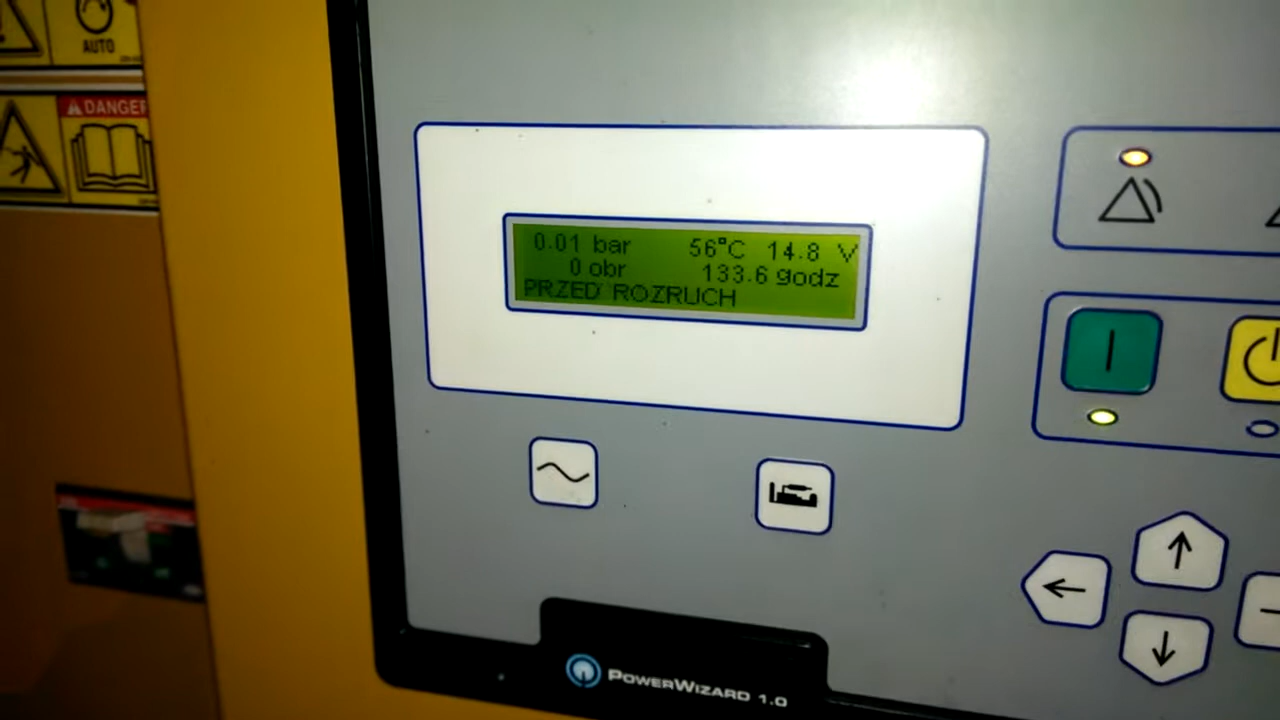 AUTO
DANGER
0.01 bar 56°C 14.8 V
0 obr 133.6 godz
PRZED ROZRUCH
POWERWIZARD 1.0